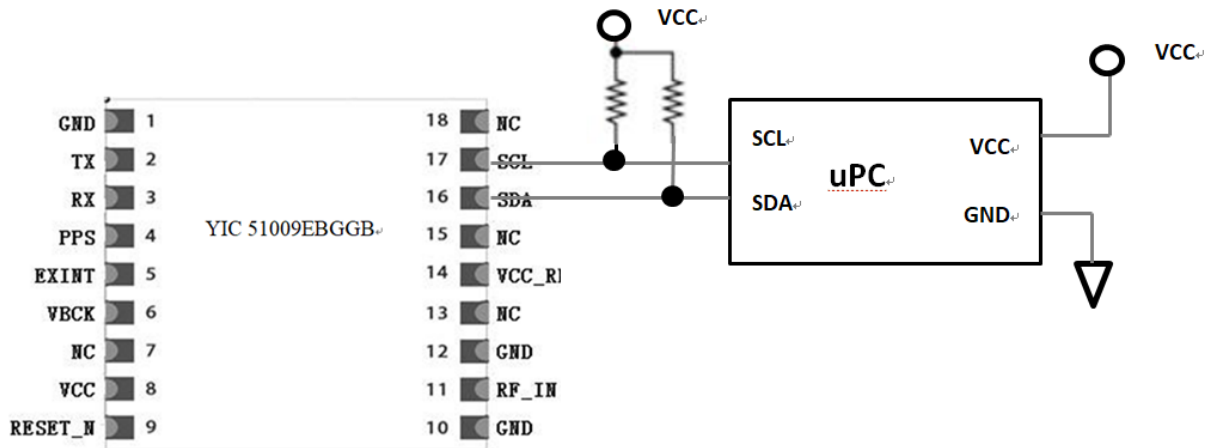 VCC
VCC
GND 1 18 NC
TX 2 17 SCL
RX 3 16 SDA
PPS 4 15 NC
EXINT 5 14 VCC_RI
VBCK 6 13 NC
NC 7 12 GND
VCC 8 11 RF_IN
RESET_N 9 10 GND
YIC 51009EBGGB
SCL
SDA
uPC
VCC
GND